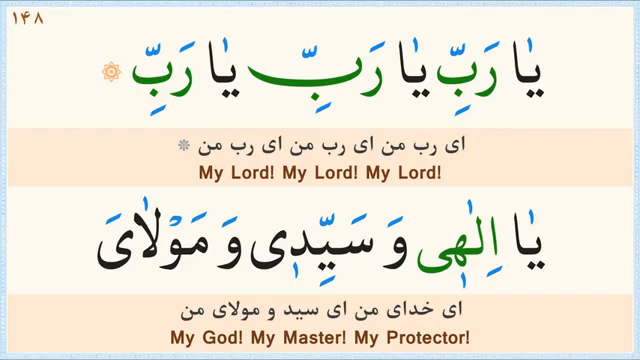 ۱۴۸
يٰا رَبِّ يٰا رَبِّ يٰا رَبِّ
ای رب من ای رب من ای رب من
My Lord! My Lord! My Lord!
يٰا اِلٰهٖى وَ سَيِّدٖى وَ مَوْلاٰىَ
ای خدای من ای سید و مولای من
My God! My Master! My Protector!